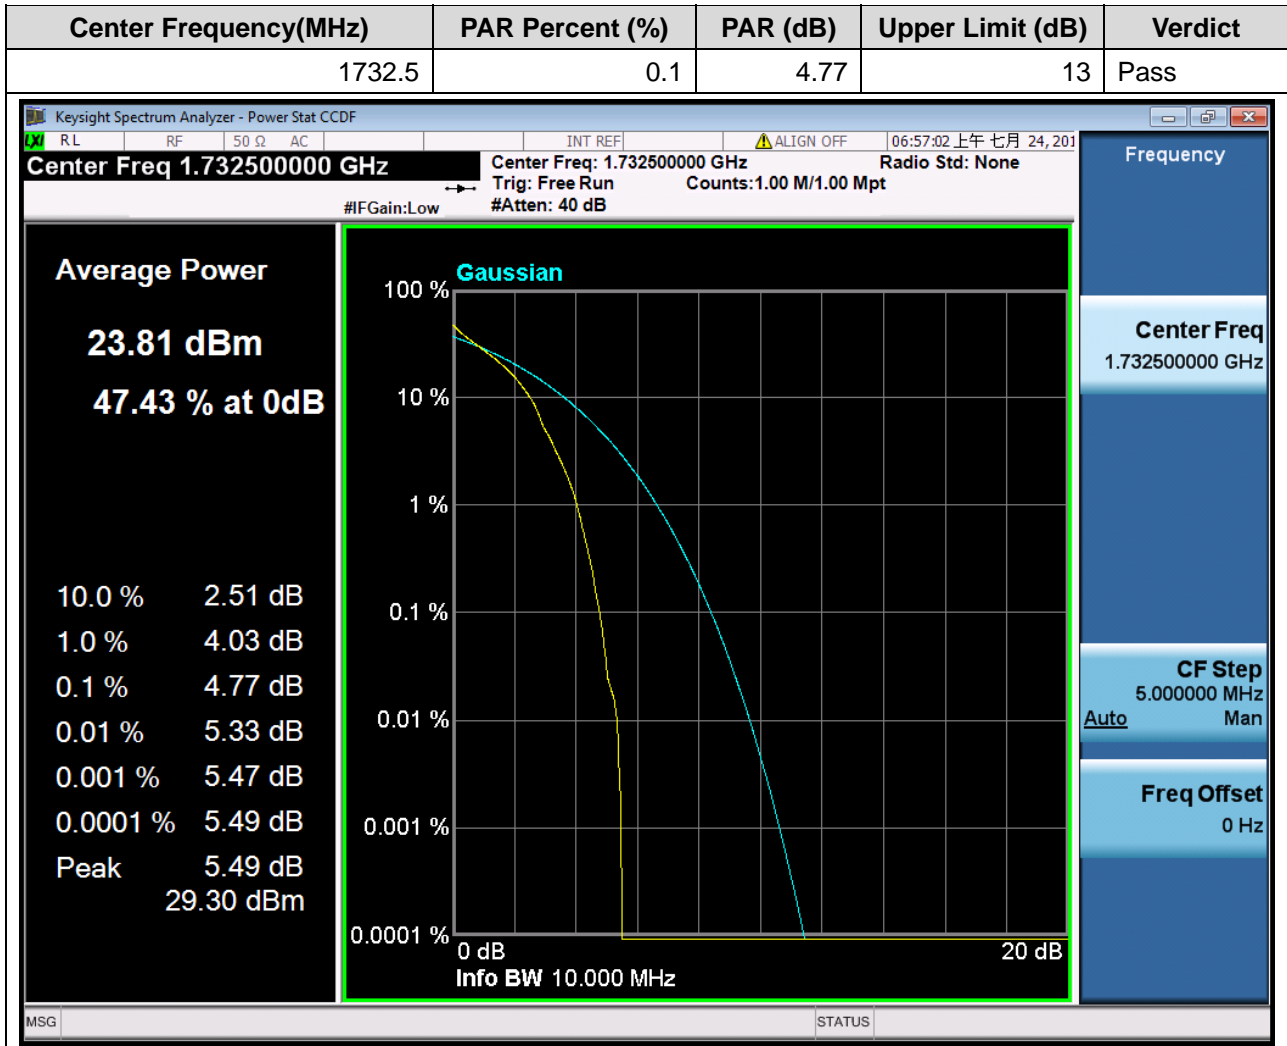 Center Frequency(MHz) PAR Percent (%) PAR (dB) Upper Limit (dB) Verdict
1732.5 0.1 4.77 13 Pass
Keysight Spectrum Analyzer - Power Stat CCDF
LXI RL RF 50 Ω AC INT REF ALIGN OFF 06:57:02 上午 七月 24, 201
Center Freq 1.732500000 GHz
#IFGain:Low
Center Freq: 1.732500000 GHz Radio Std: None
Trig: Free Run Counts:1.00 M/1.00 Mpt
#Atten: 40 dB
Average Power
23.81 dBm
47.43 % at 0dB
10.0 % 2.51 dB
1.0 % 4.03 dB
0.1 % 4.77 dB
0.01 % 5.33 dB
0.001 % 5.47 dB
0.0001 % 5.49 dB
Peak 5.49 dB
29.30 dBm
Gaussian
100 %
10 %
1 %
0.1 %
0.01 %
0.001 %
0.0001 %
0 dB 20 dB
Info BW 10.000 MHz
Frequency
Center Freq
1.732500000 GHz
CF Step
5.000000 MHz
Auto Man
Freq Offset
0 Hz
MSG STATUS